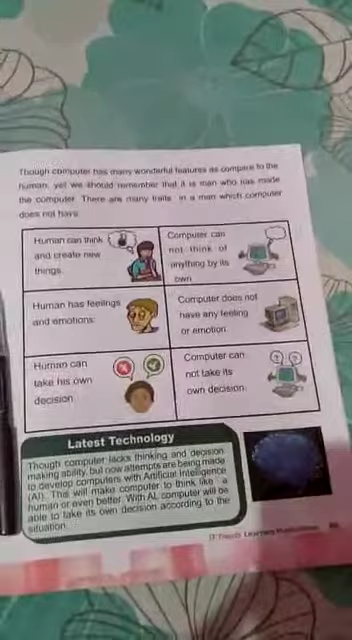 Though computer has many wonderful features as compare to the
human, yet we should remember that it is man who has made
the computer. There are many traits in a man which computer
does not have.
Human can think
and create new
things.
Computer can
not think of
anything by its
own.
Human has feelings
and emotions.
Computer does not
have any feeling
or emotion.
Human can
take his own
decision.
Computer can
not take its
own decision.
Latest Technology
Though computer lacks thinking and decision
making ability, but now attempts are being made
to develop computers with Artificial Intelligence
(AI). This will make computer to think like a
human or even better. With AI, computer will be
able to take its own decision according to the
situation.
IT Touch Learning